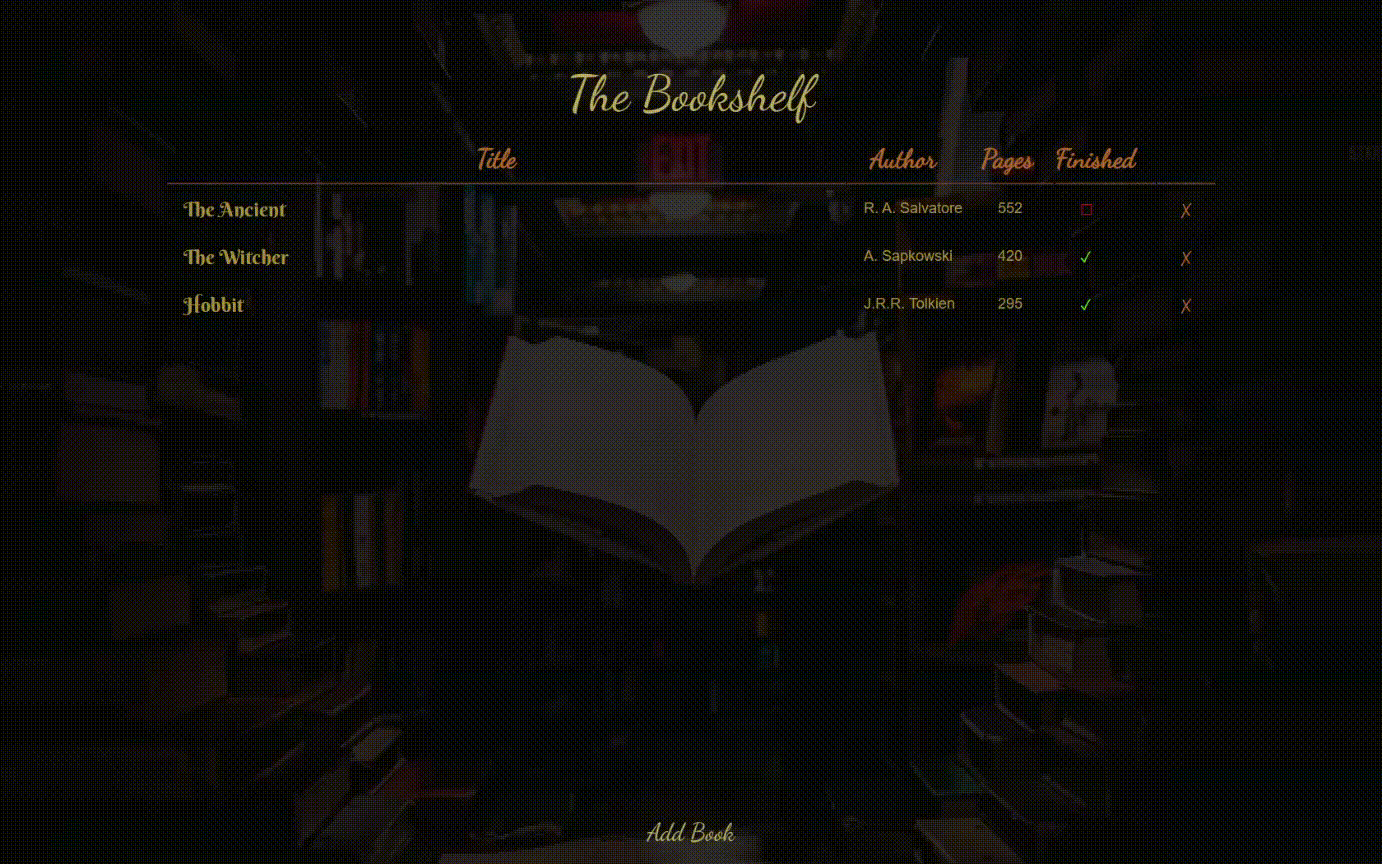 The Bookshelf
Title Author Pages Finished
The Ancient R. A. Salvatore 552 □ ✗
The Witcher A. Sapkowski 420 ✓ ✗
Hobbit J.R.R. Tolkien 295 ✓ ✗
EXIT
Add Book